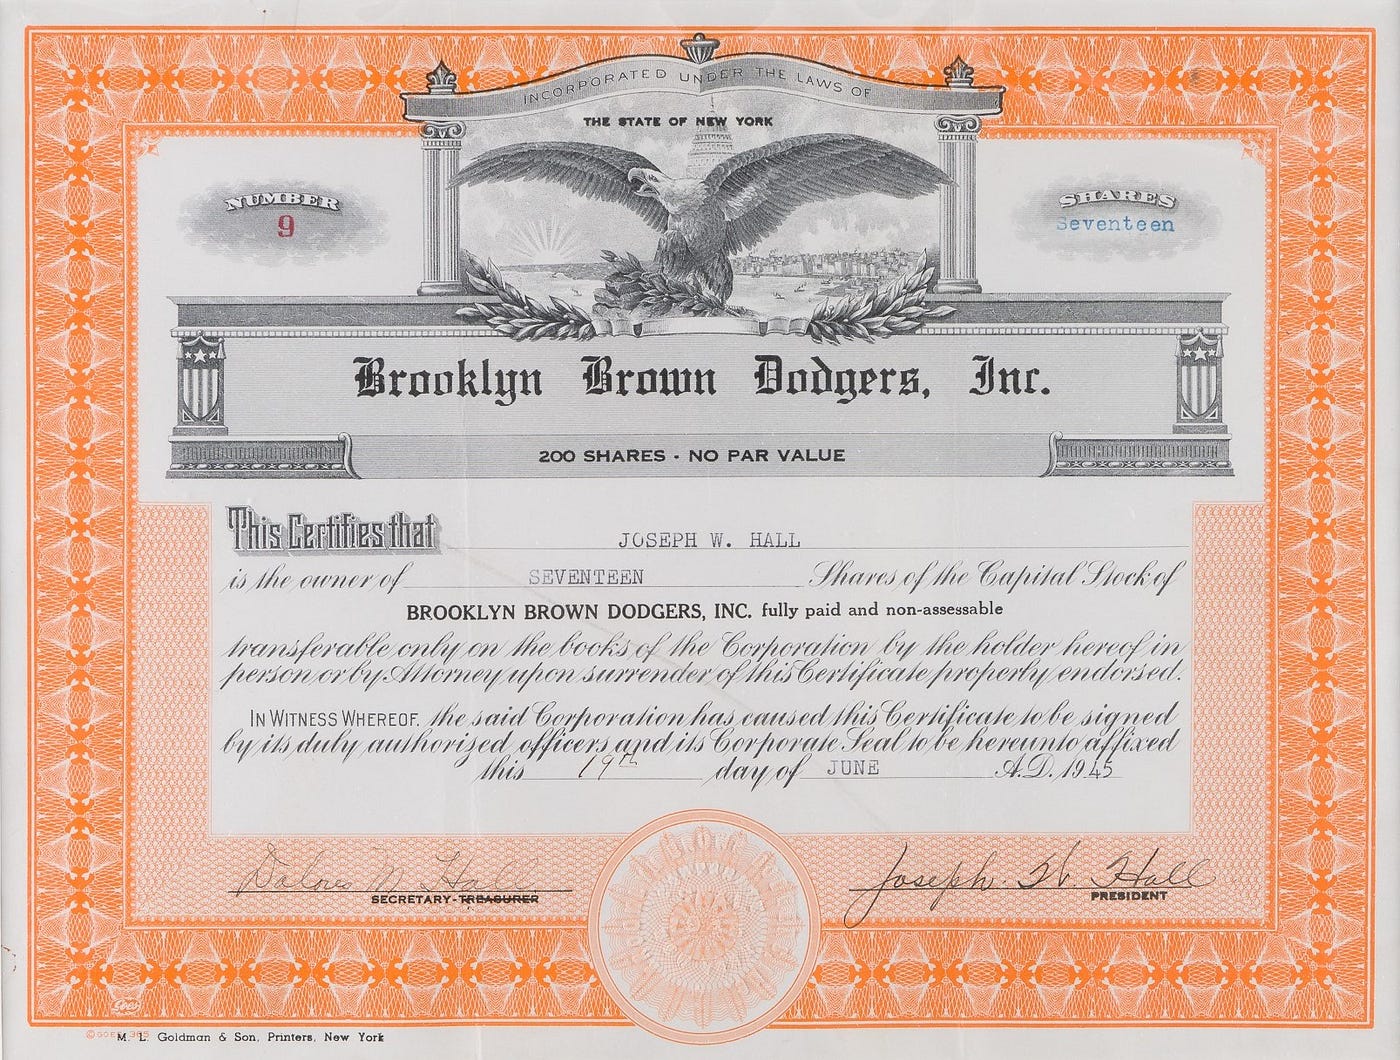 INCORPORATED UNDER THE LAWS OF
THE STATE OF NEW YORK
NUMBER
9
SHARES
Seventeen
Brooklyn Brown Dodgers, Inc.
200 SHARES - NO PAR VALUE
This Certifies that JOSEPH W. HALL
is the owner of SEVENTEEN Shares of the Capital Stock of
BROOKLYN BROWN DODGERS, INC. fully paid and non-assessable
transferable only on the books of the Corporation by the holder hereof in
person or by Attorney upon surrender of this Certificate properly endorsed.
IN WITNESS WHEREOF, the said Corporation has caused this Certificate to be signed
by its duly authorized officers and its Corporate Seal to be hereunto affixed
this 19th day of JUNE A.D. 1945
Hall
SECRETARY-TREASURER
Joseph W. Hall
PRESIDENT
M. L. Goldman & Son, Printers, New York